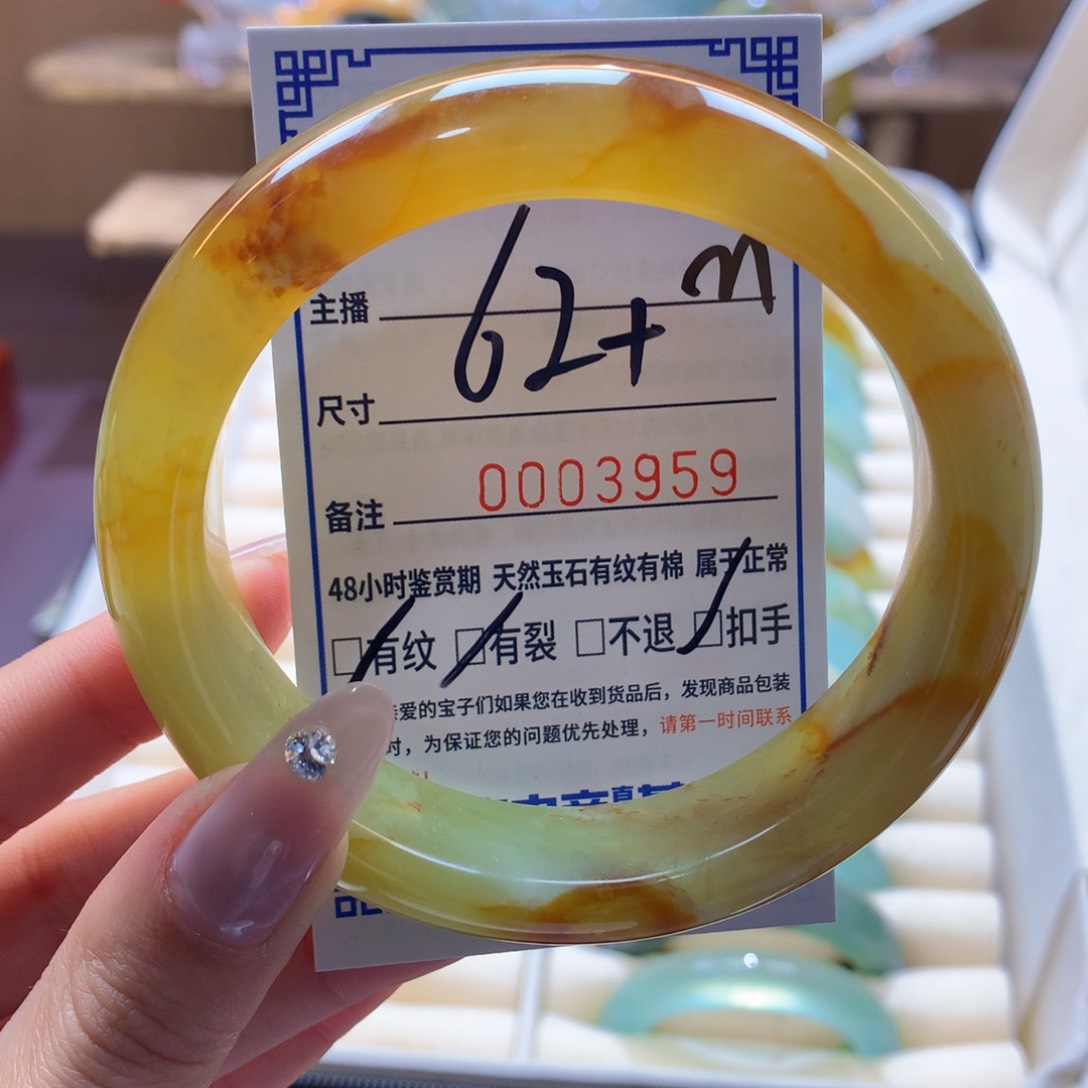 主播
62+ m
尺寸
备注 0003959
48小时鉴赏期 天然玉石有纹有棉 属于正常
□有纹 □有裂 □不退 □扣手
爱的宝子们如果您在收到货品后，发现商品包装
时，为保证您的问题优先处理，请第一时间联系